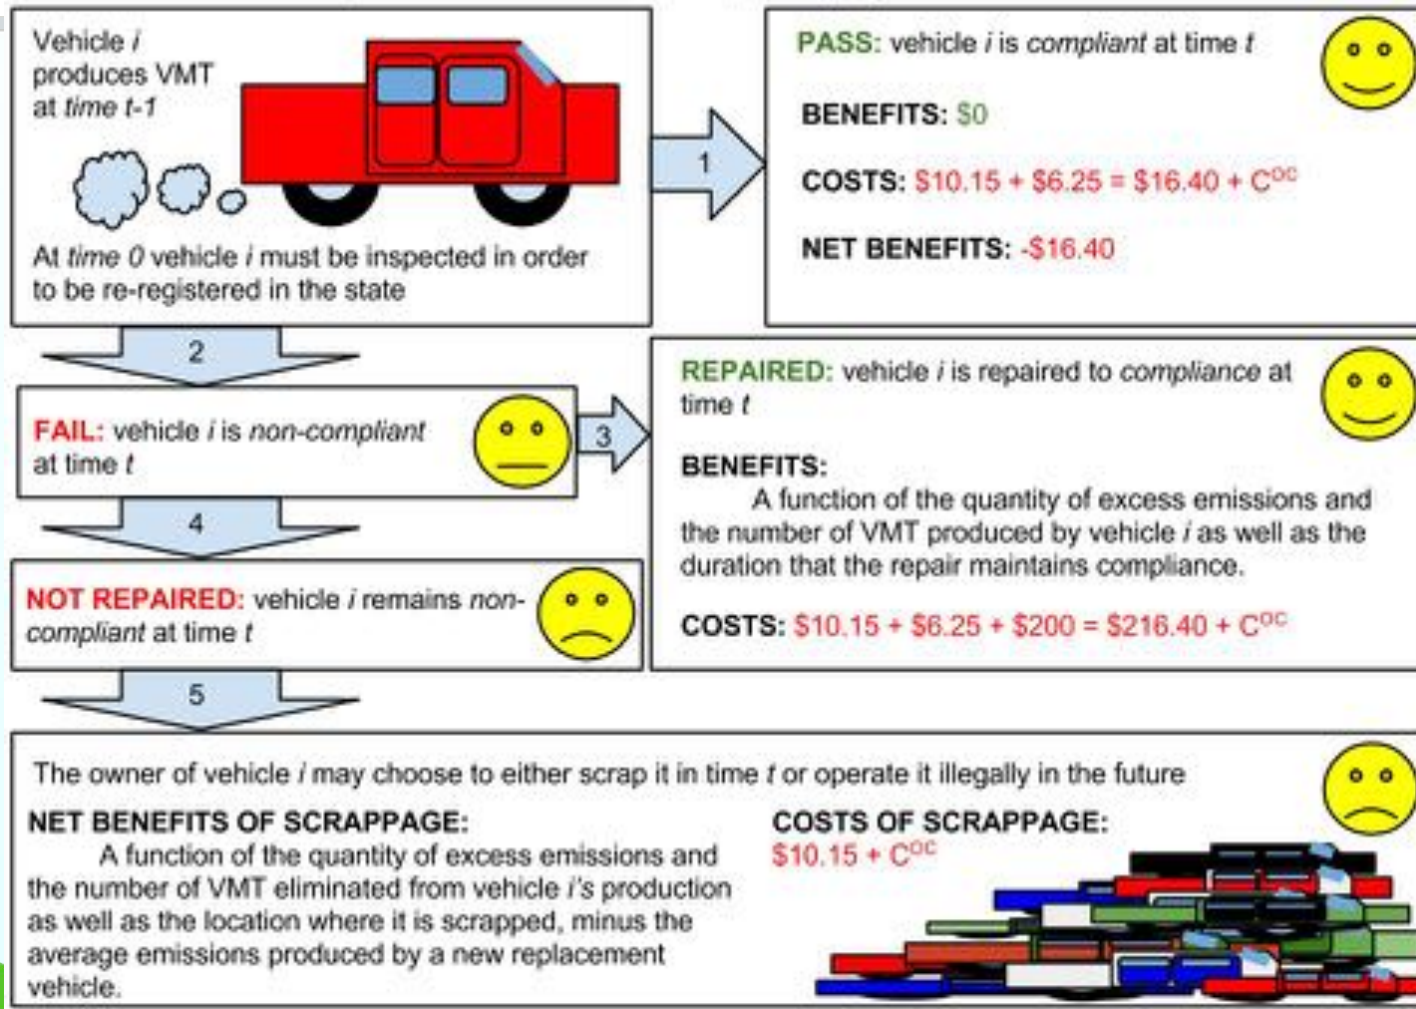 Vehicle i
produces VMT
at time t-1
At time 0 vehicle i must be inspected in order
to be re-registered in the state
1
PASS: vehicle i is compliant at time t
BENEFITS: $0
COSTS: $10.15 + $6.25 = $16.40 + C^OC
NET BENEFITS: -$16.40
2
FAIL: vehicle i is non-compliant
at time t
3
REPAIRED: vehicle i is repaired to compliance at
time t
BENEFITS:
A function of the quantity of excess emissions and
the number of VMT produced by vehicle i as well as the
duration that the repair maintains compliance.
COSTS: $10.15 + $6.25 + $200 = $216.40 + C^OC
4
NOT REPAIRED: vehicle i remains non-
compliant at time t
5
The owner of vehicle i may choose to either scrap it in time t or operate it illegally in the future
NET BENEFITS OF SCRAPPAGE:
A function of the quantity of excess emissions and
the number of VMT eliminated from vehicle i's production
as well as the location where it is scrapped, minus the
average emissions produced by a new replacement
vehicle.
COSTS OF SCRAPPAGE:
$10.15 + C^OC